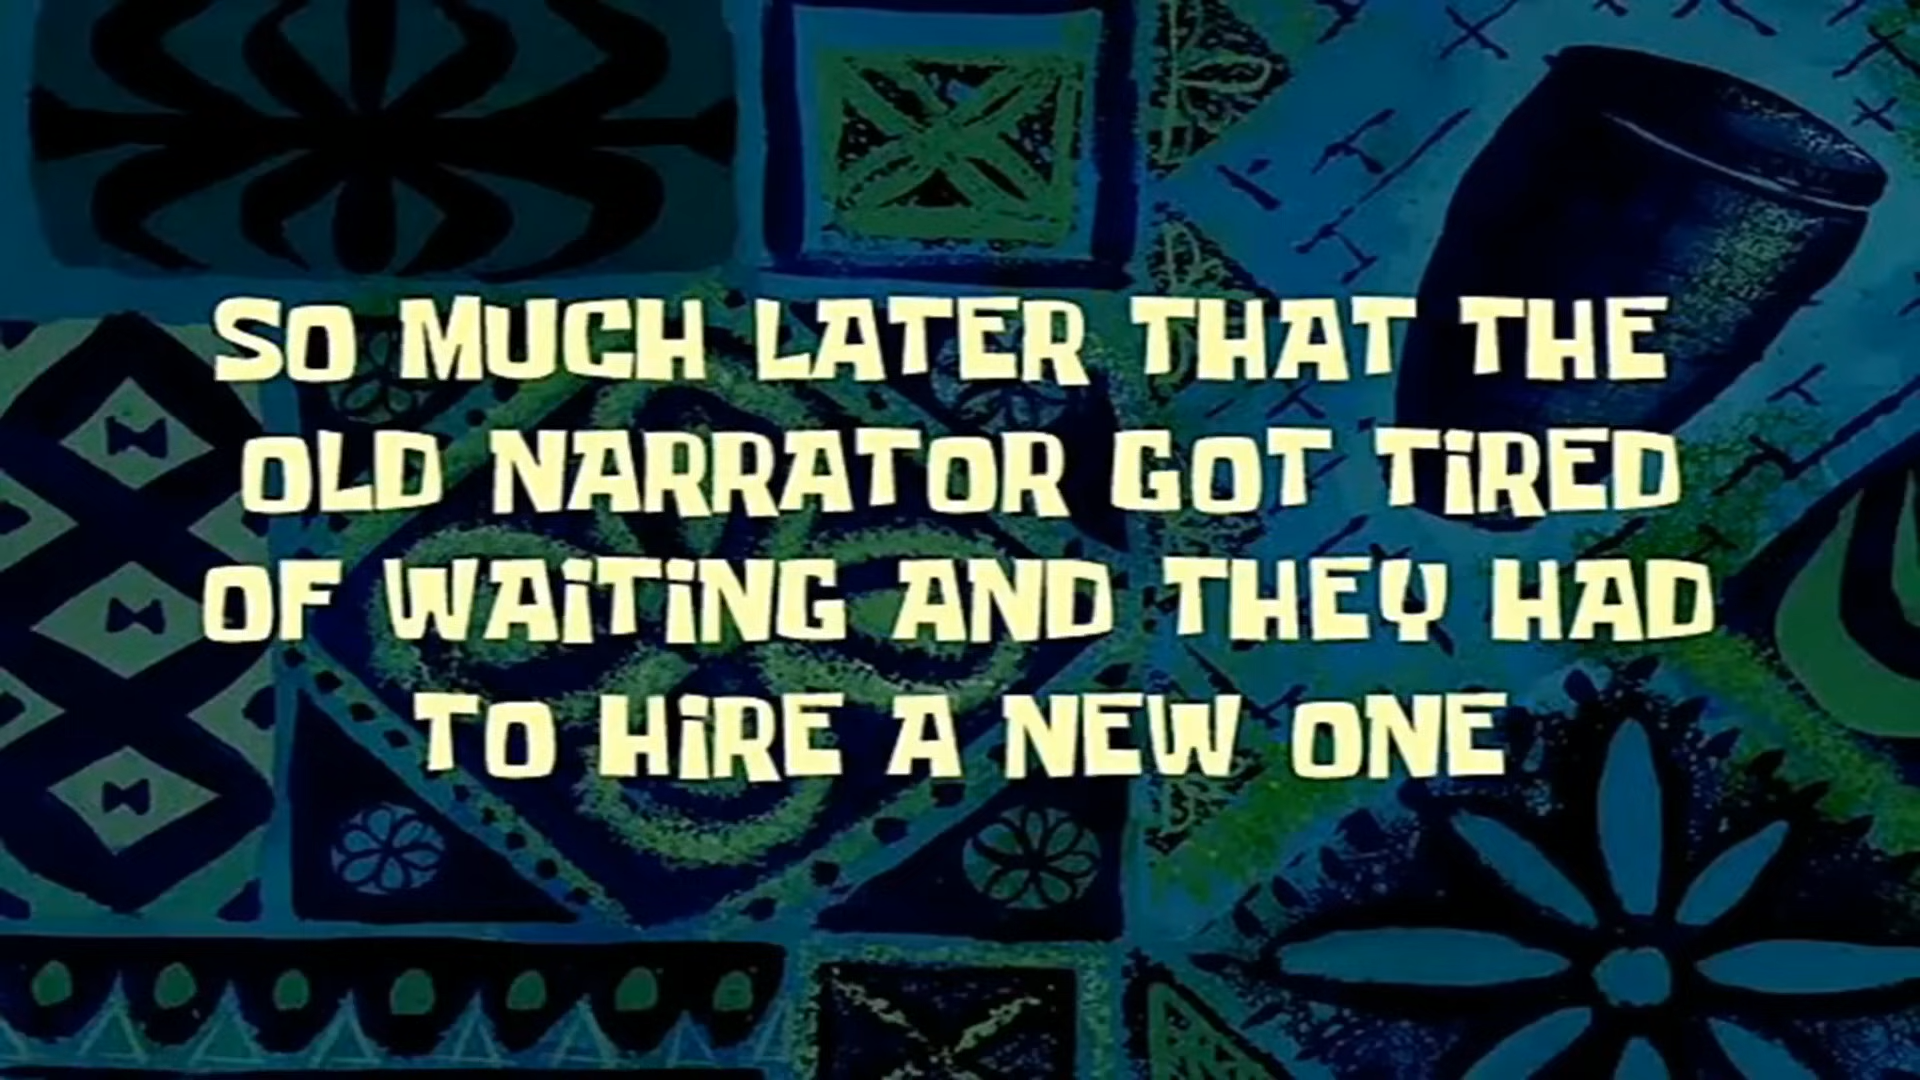 SO MUCH LATER THAT THE
OLD NARRATOR GOT TiRED
OF WAiTiNG AND THEY HAD
TO HiRE A NEW ONE